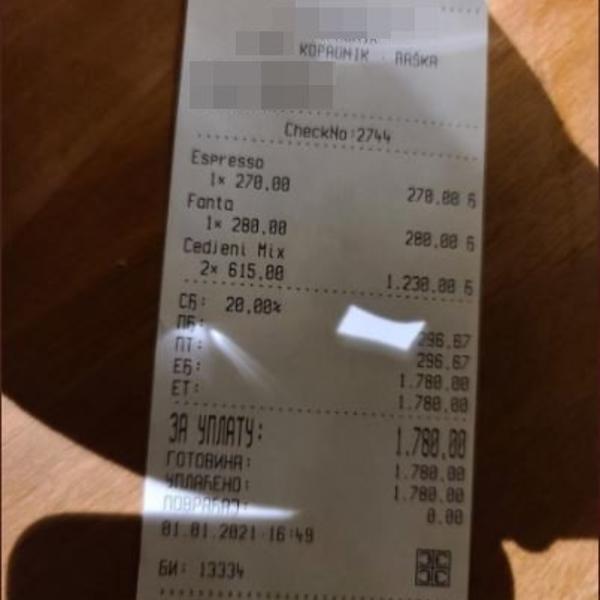 KOPAONIK . RAŠKA
CheckNo:2744
Espresso
1x 270,00 270.00 Б
Fanta
1x 280,00 280.00 Б
Cedjeni Mix
2x 615.00 1.230.00 Б
СБ: 20,00%
ПБ: 296,67
ПТ: 296,67
ЕБ: 1.780,00
ЕТ: 1.780,00
ЗА УПЛАТУ: 1.780,00
ГОТОВИНА: 1.780,00
УПЛАЋЕНО: 1.780,00
ПОВРАЋАЈ: 0.00
01.01.2021-16:49
БИ: 13334